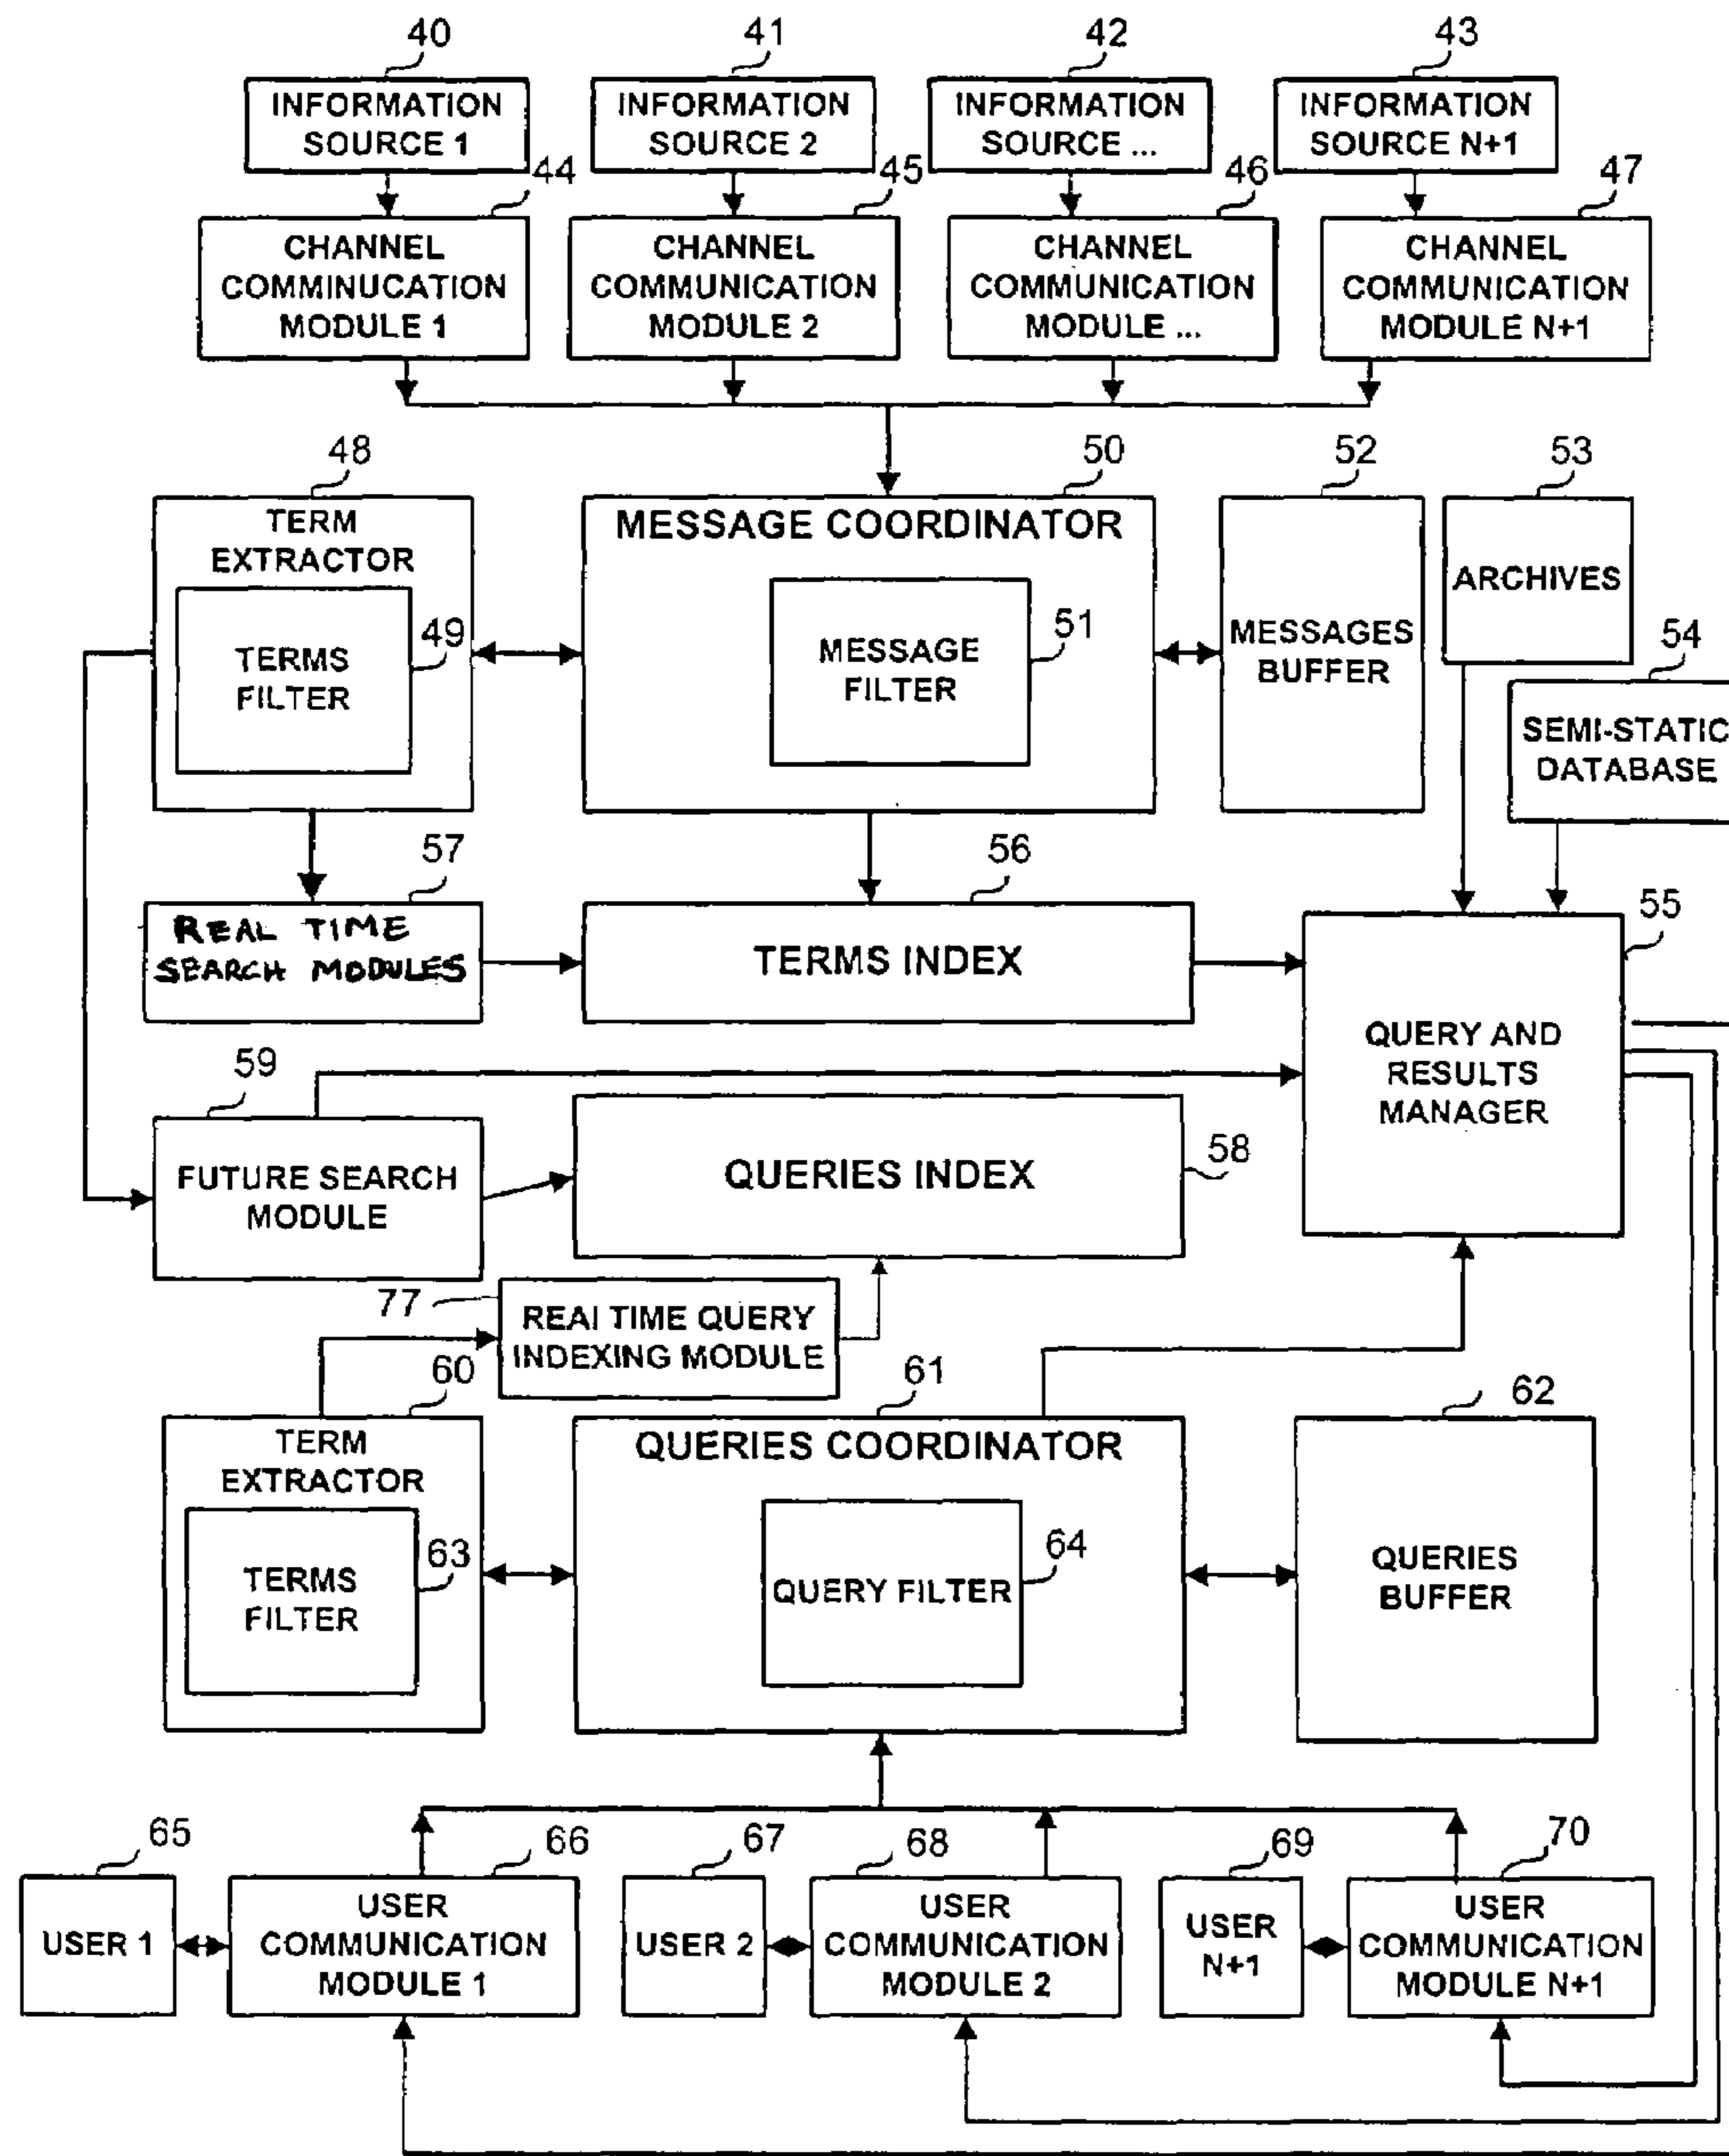 40
41
42
43
INFORMATION
SOURCE 1
INFORMATION
SOURCE 2
INFORMATION
SOURCE ...
INFORMATION
SOURCE N+1
44
45
46
47
CHANNEL
COMMINUCATION
MODULE 1
CHANNEL
COMMUNICATION
MODULE 2
CHANNEL
COMMUNICATION
MODULE ...
CHANNEL
COMMUNICATION
MODULE N+1
48
50
52
53
TERM
EXTRACTOR
49
TERMS
FILTER
MESSAGE COORDINATOR
51
MESSAGE
FILTER
MESSAGES
BUFFER
ARCHIVES
54
SEMI-STATIC
DATABASE
57
56
55
REAL TIME
SEARCH MODULES
TERMS INDEX
QUERY AND
RESULTS
MANAGER
59
58
FUTURE SEARCH
MODULE
QUERIES INDEX
77
REAl TIME QUERY
INDEXING MODULE
60
61
62
TERM
EXTRACTOR
63
TERMS
FILTER
QUERIES COORDINATOR
64
QUERY FILTER
QUERIES
BUFFER
65
66
67
68
69
70
USER 1
USER
COMMUNICATION
MODULE 1
USER 2
USER
COMMUNICATION
MODULE 2
USER
N+1
USER
COMMUNICATION
MODULE N+1